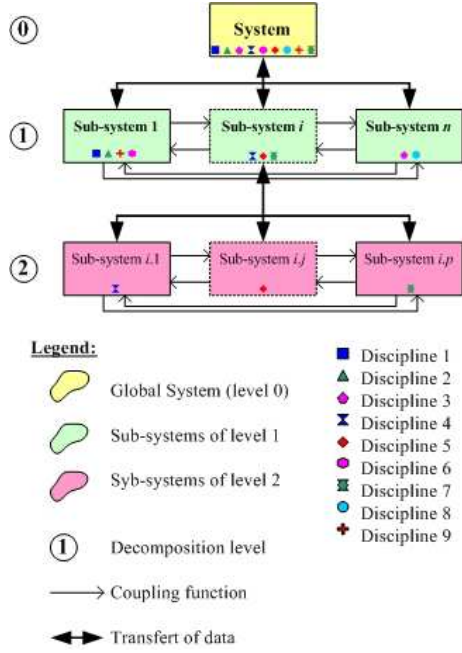 0
System
1
Sub-system 1 Sub-system i Sub-system n
2
Sub-system i.1 Sub-system i.j Sub-system i.p
Legend:
Global System (level 0)
Sub-systems of level 1
Syb-systems of level 2
1 Decomposition level
Coupling function
Transfert of data
Discipline 1
Discipline 2
Discipline 3
Discipline 4
Discipline 5
Discipline 6
Discipline 7
Discipline 8
Discipline 9